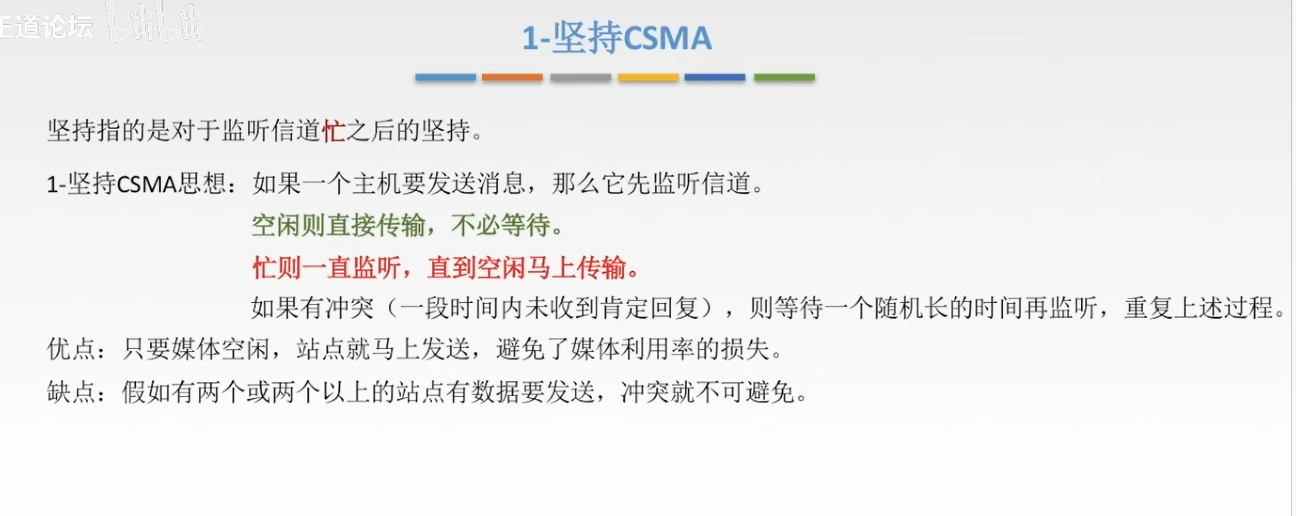 王道论坛 bilibili
1-坚持CSMA
坚持指的是对于监听信道忙之后的坚持。
1-坚持CSMA思想：如果一个主机要发送消息，那么它先监听信道。
空闲则直接传输，不必等待。
忙则一直监听，直到空闲马上传输。
如果有冲突（一段时间内未收到肯定回复），则等待一个随机长的时间再监听，重复上述过程。
优点：只要媒体空闲，站点就马上发送，避免了媒体利用率的损失。
缺点：假如有两个或两个以上的站点有数据要发送，冲突就不可避免。